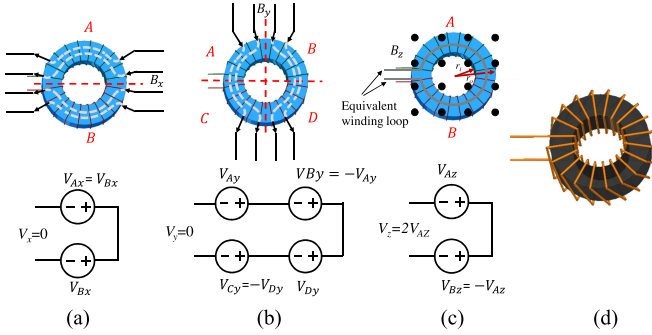 A
B
Bx
VAx= VBx
Vx=0
VBx
(a)
By
A
B
C
D
VAy
VBy = −VAy
Vy=0
VCy=−VDy
VDy
(b)
A
Bz
ri
Equivalent
winding loop
B
VAz
Vz=2VAZ
VBz= −VAz
(c)
(d)